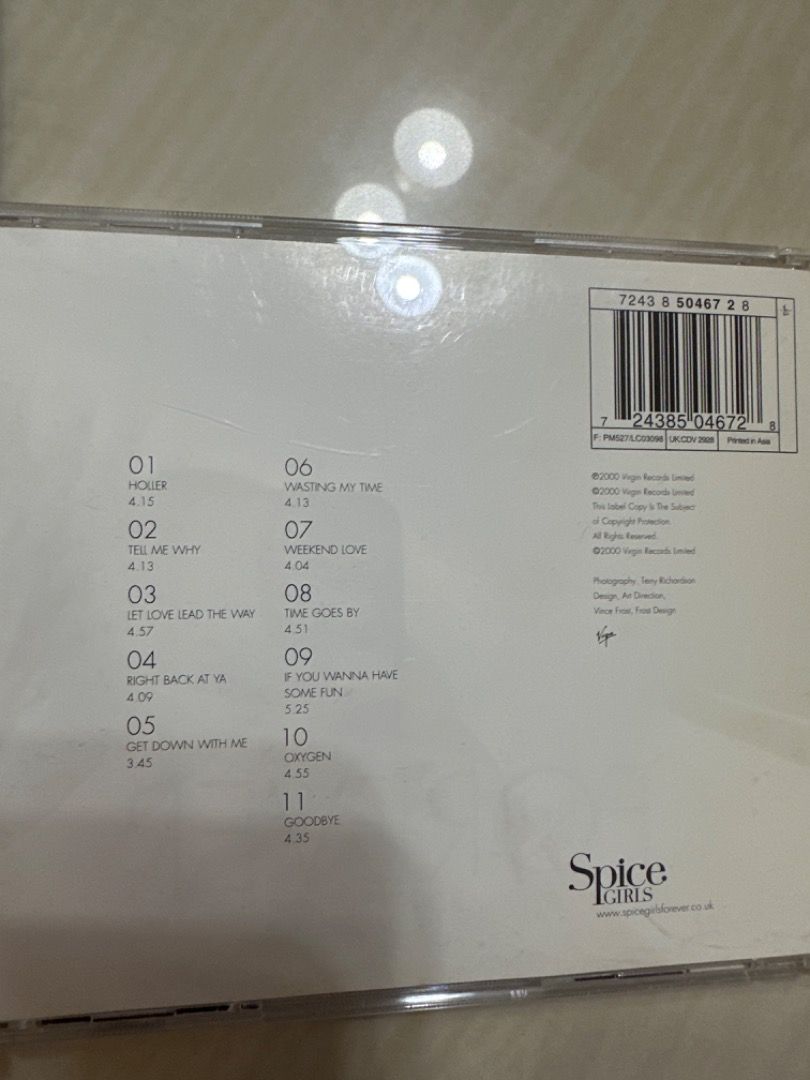 01
HOLLER
4.15
02
TELL ME WHY
4.13
03
LET LOVE LEAD THE WAY
4.57
04
RIGHT BACK AT YA
4.09
05
GET DOWN WITH ME
3.45
06
WASTING MY TIME
4.13
07
WEEKEND LOVE
4.04
08
TIME GOES BY
4.51
09
IF YOU WANNA HAVE
SOME FUN
5.25
10
OXYGEN
4.55
11
GOODBYE
4.35
7243 8 50467 2 8
7 24385 04672 8
F: PM527/LC03098 UK:CDV 2928 Printed in Asia
℗2000 Virgin Records Limited
©2000 Virgin Records Limited
This Label Copy Is The Subject
of Copyright Protection.
All Rights Reserved.
©2000 Virgin Records Limited
Photography, Terry Richardson
Design, Art Direction,
Vince Frost, Frost Design
Virgin
Spice
GIRLS
www.spicegirlsforever.co.uk